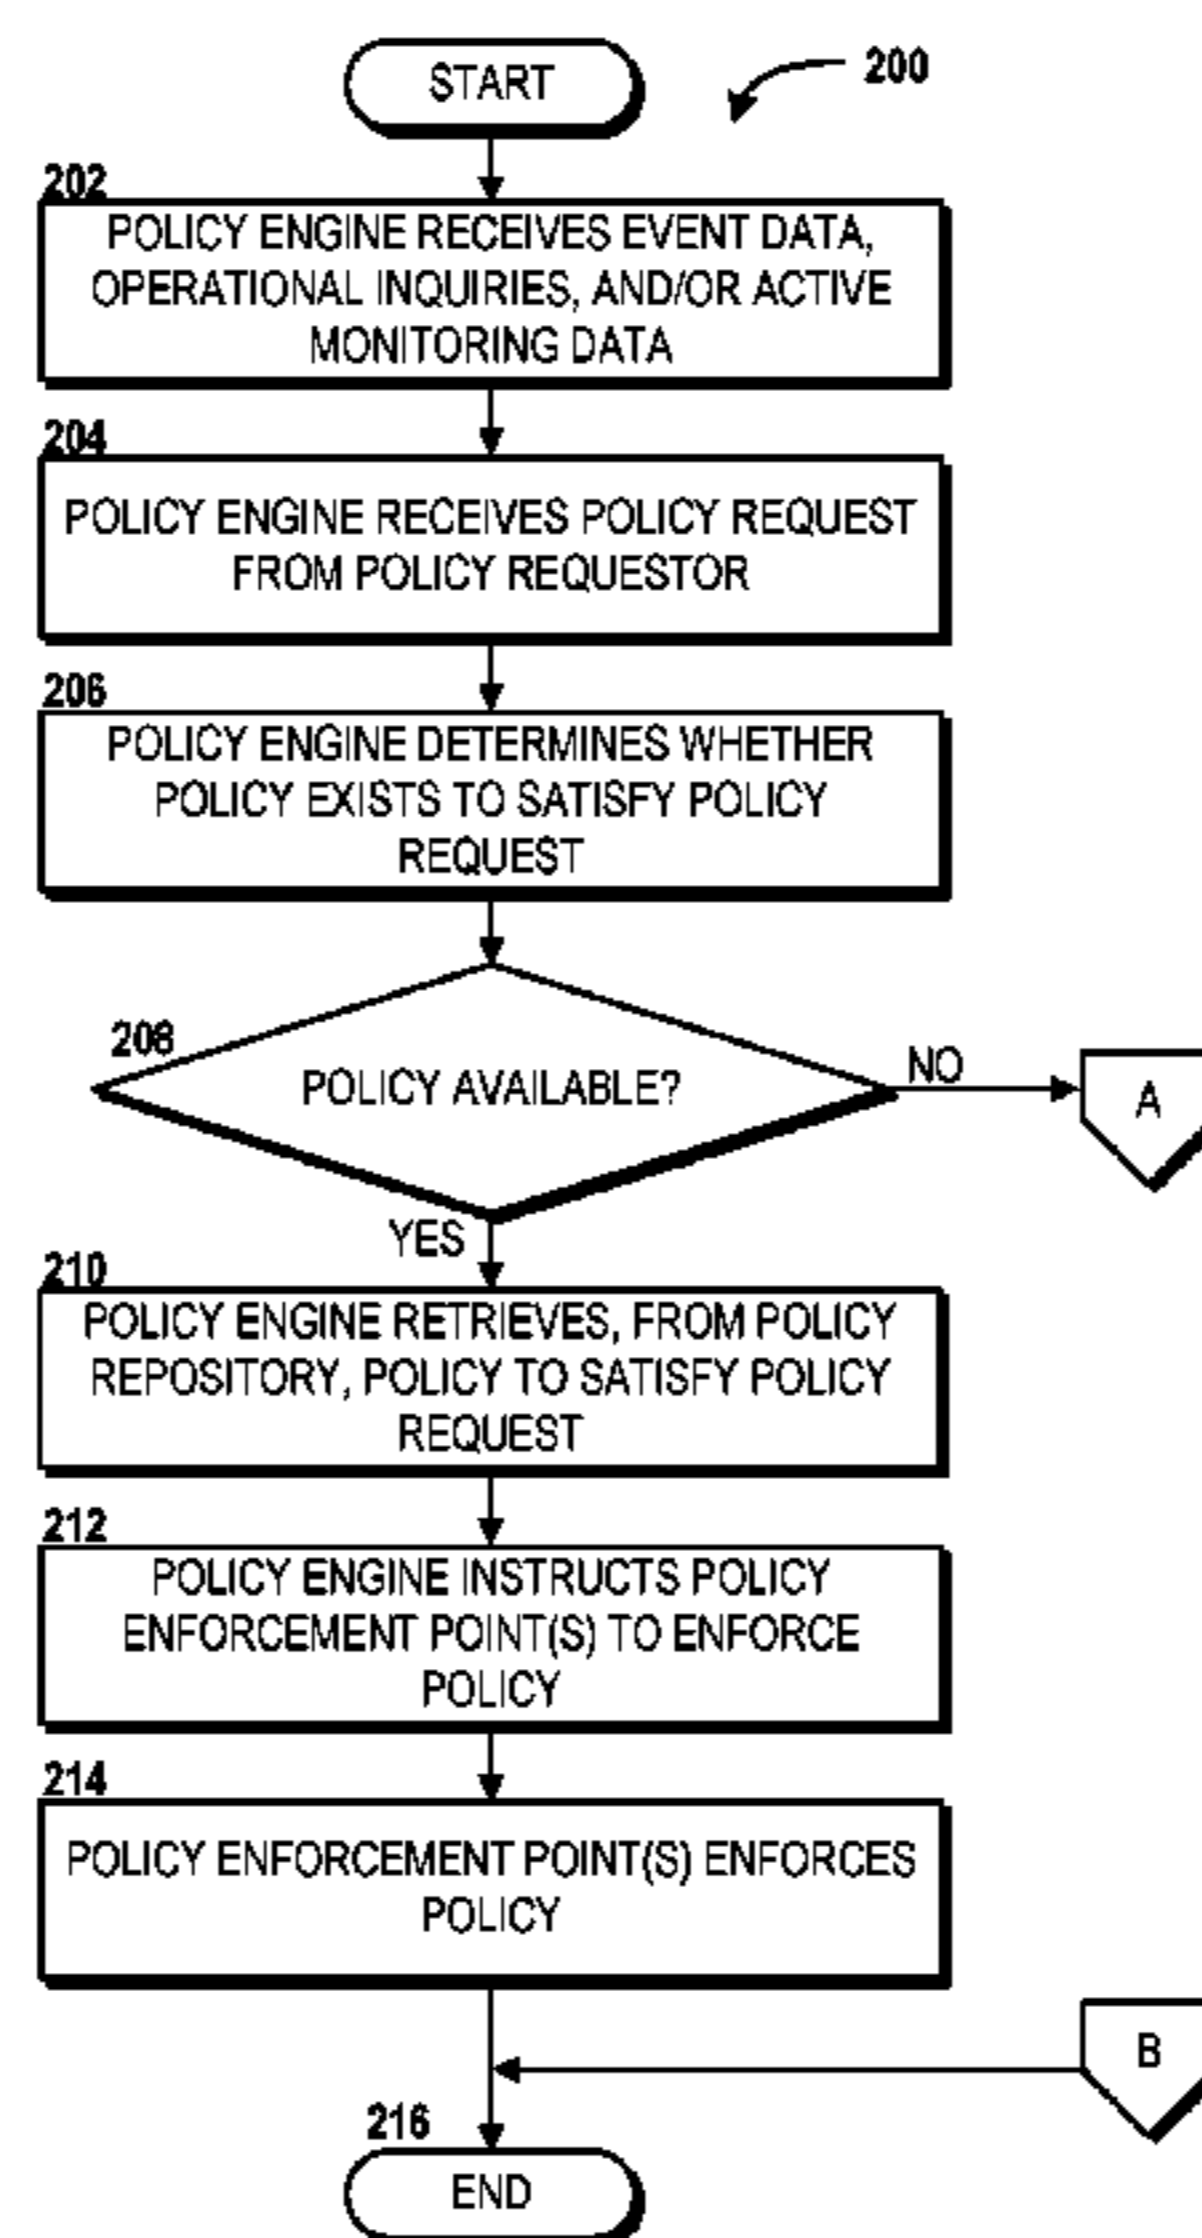 START
200
202
POLICY ENGINE RECEIVES EVENT DATA,
OPERATIONAL INQUIRIES, AND/OR ACTIVE
MONITORING DATA
204
POLICY ENGINE RECEIVES POLICY REQUEST
FROM POLICY REQUESTOR
206
POLICY ENGINE DETERMINES WHETHER
POLICY EXISTS TO SATISFY POLICY
REQUEST
208
POLICY AVAILABLE?
NO
A
YES
210
POLICY ENGINE RETRIEVES, FROM POLICY
REPOSITORY, POLICY TO SATISFY POLICY
REQUEST
212
POLICY ENGINE INSTRUCTS POLICY
ENFORCEMENT POINT(S) TO ENFORCE
POLICY
214
POLICY ENFORCEMENT POINT(S) ENFORCES
POLICY
B
216
END